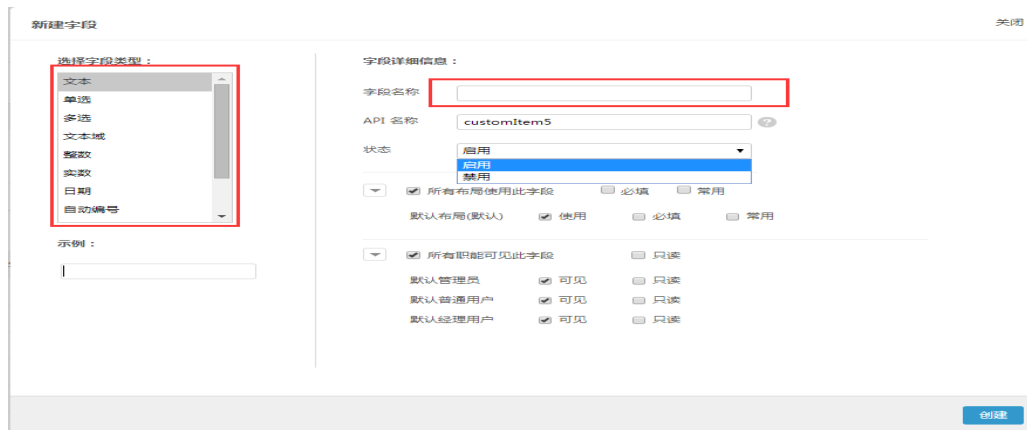 新建字段 关闭
选择字段类型：
文本
单选
多选
文本域
整数
实数
日期
自动编号
示例：
字段详细信息：
字段名称
API 名称 customItem5 ?
状态 启用
启用
禁用
所有布局使用此字段 必填 常用
默认布局(默认) 使用 必填 常用
所有职能可见此字段 只读
默认管理员 可见 只读
默认普通用户 可见 只读
默认经理用户 可见 只读
创建